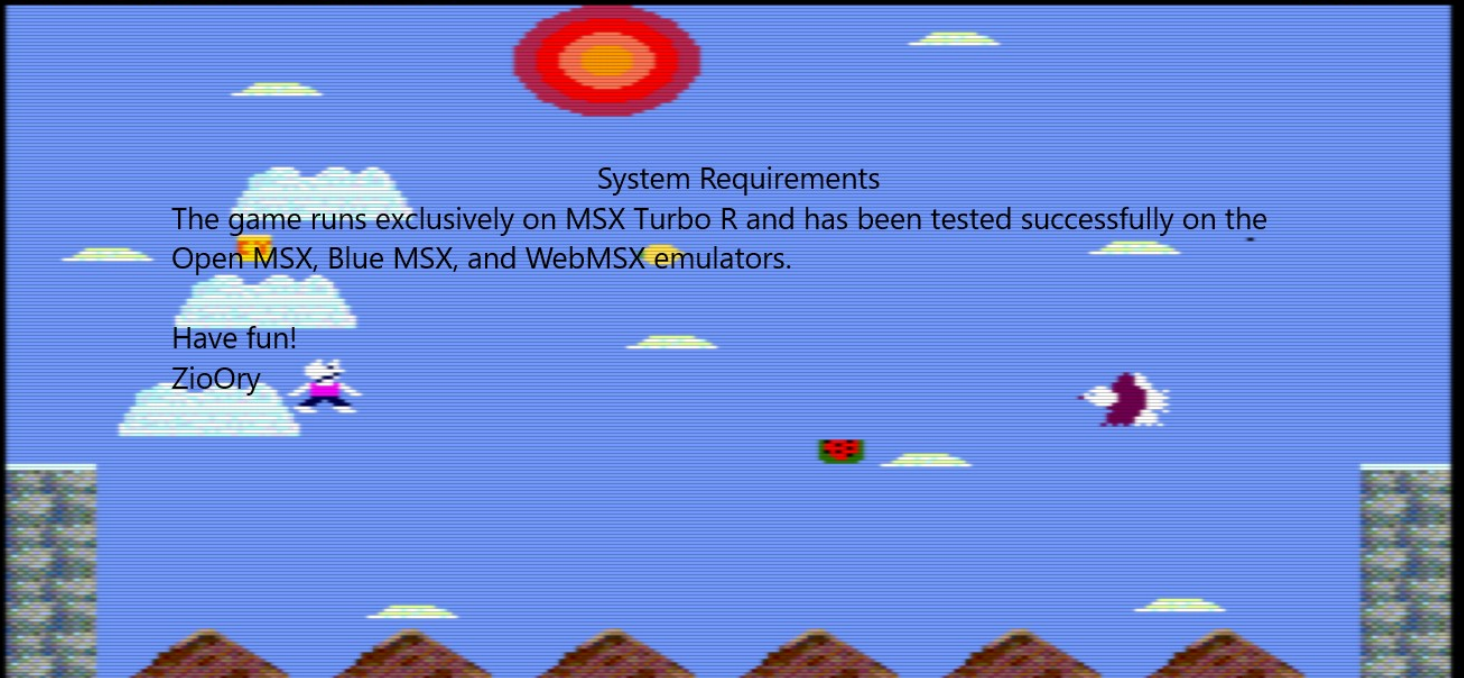 System Requirements
The game runs exclusively on MSX Turbo R and has been tested successfully on the
Open MSX, Blue MSX, and WebMSX emulators.
Have fun!
ZioOry